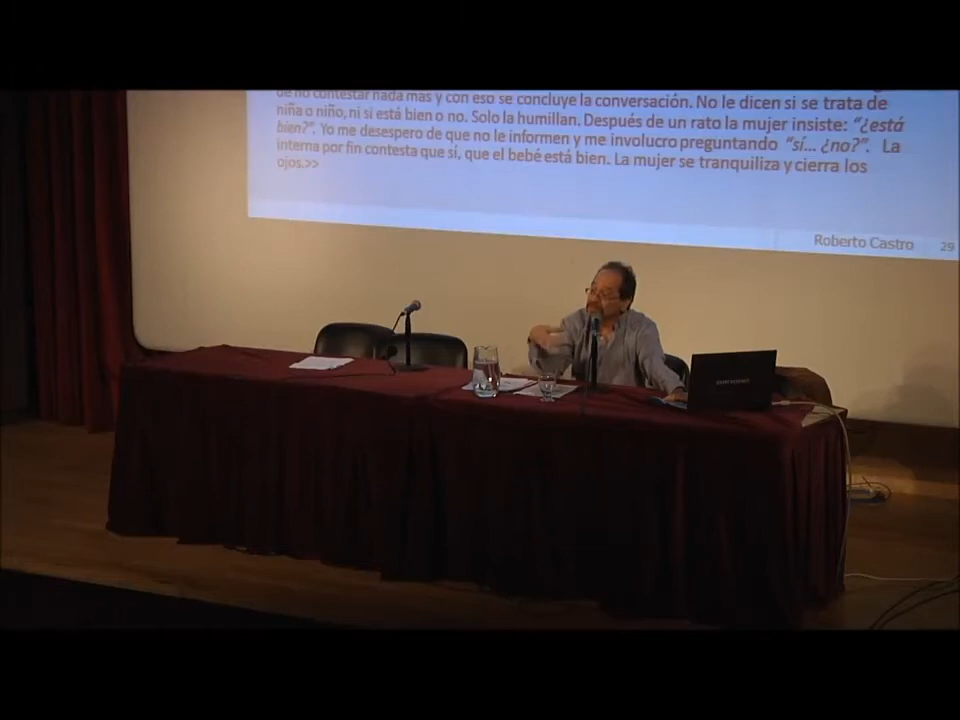 de no contestar nada mas y con eso se concluye la conversación. No le dicen si se trata de
niña o niño, ni si está bien o no. Solo la humillan. Después de un rato la mujer insiste: "¿está
bien?". Yo me desespero de que no le informen y me involucro preguntando "sí... ¿no?". La
interna por fin contesta que sí, que el bebé está bien. La mujer se tranquiliza y cierra los
ojos.>>
Roberto Castro 29